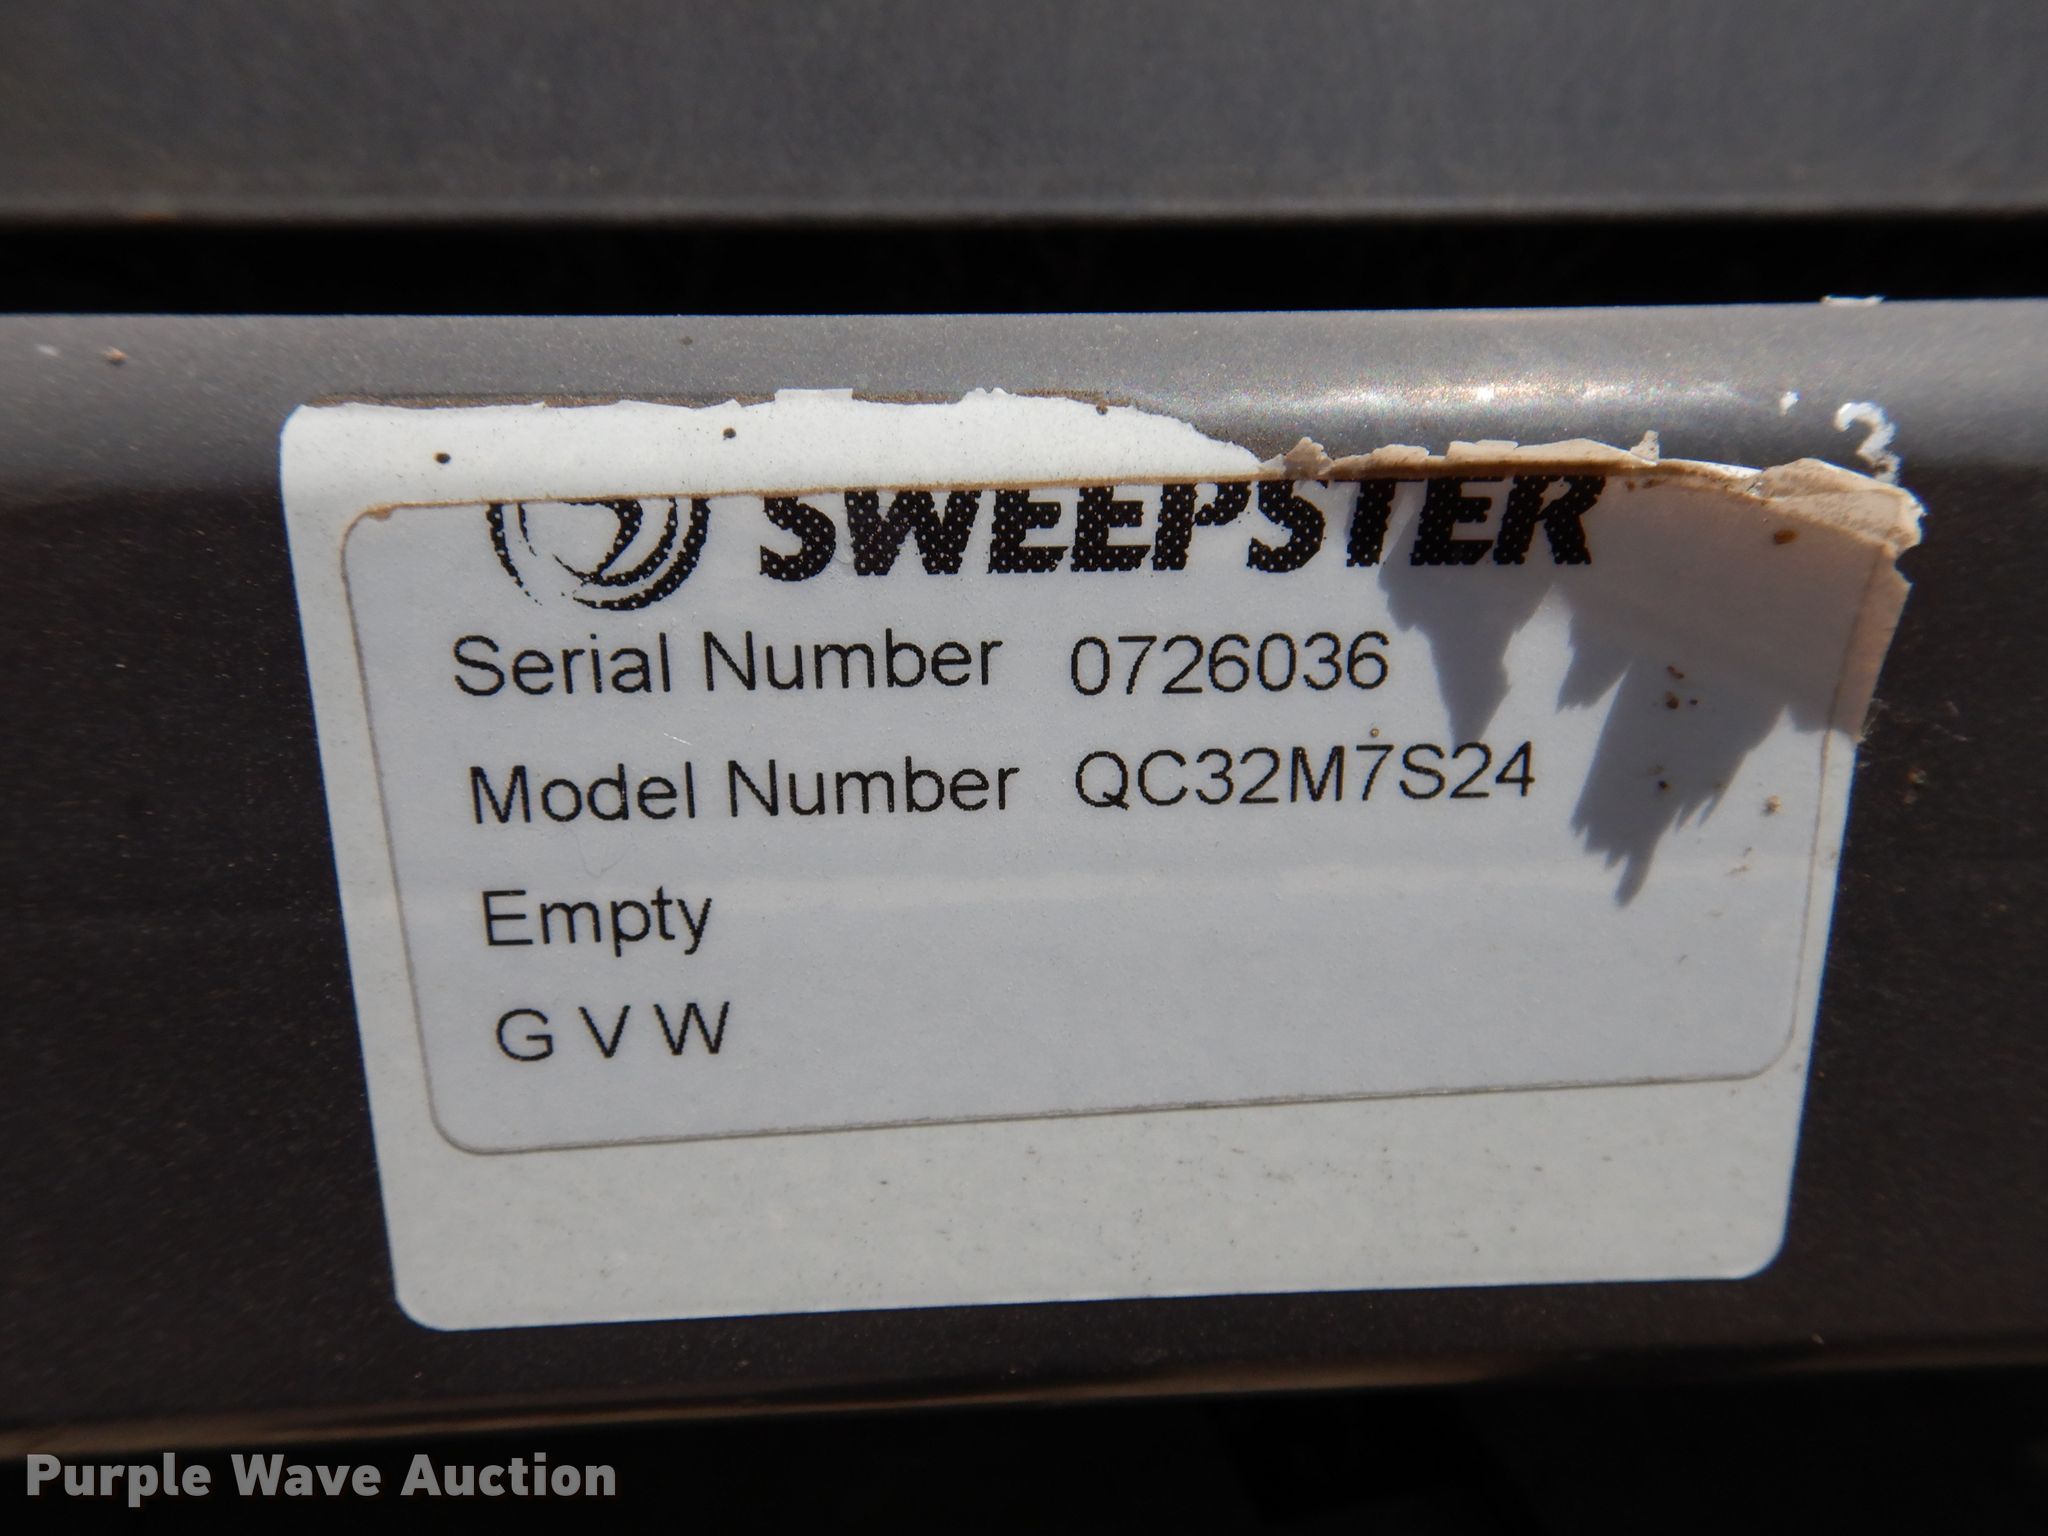 SWEEPSTER
Serial Number 0726036
Model Number QC32M7S24
Empty
G V W
Purple Wave Auction